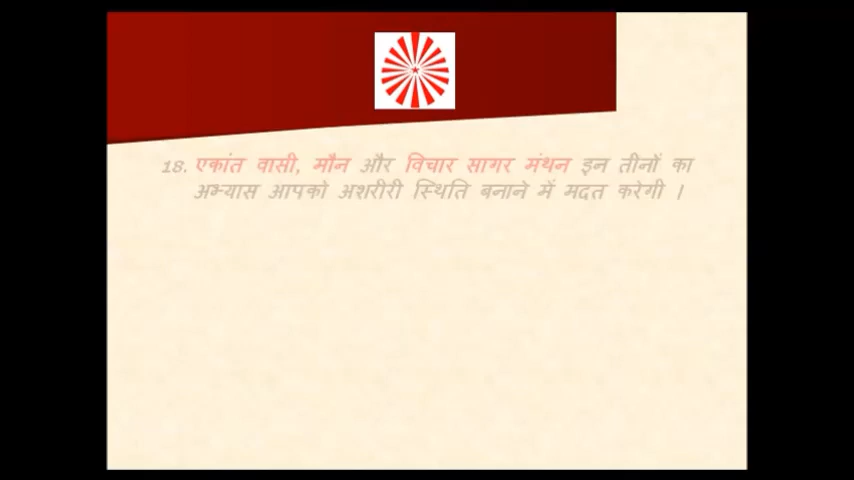 18. एकांत वासी, मौन और विचार सागर मंथन इन तीनों का
अभ्यास आपको अशरीरी स्थिति बनाने में मदत करेगी ।